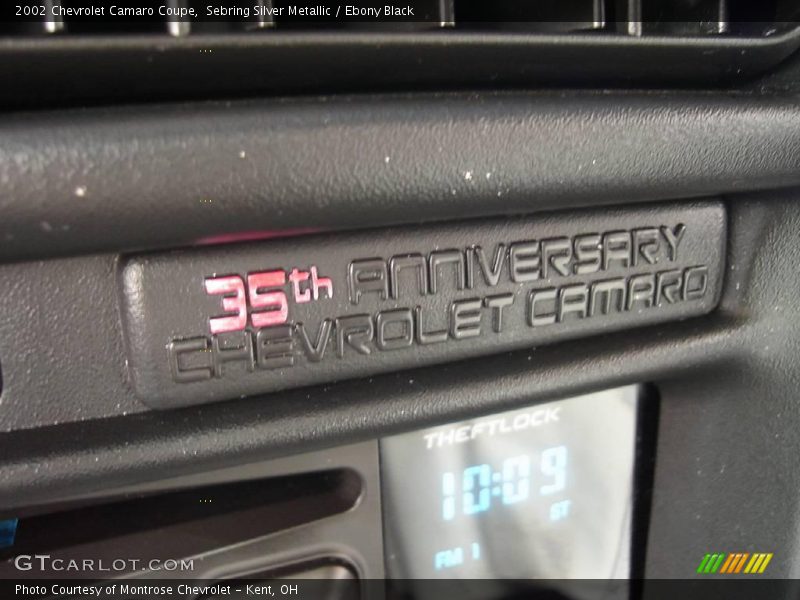 2002 Chevrolet Camaro Coupe, Sebring Silver Metallic / Ebony Black
35th ANNIVERSARY
CHEVROLET CAMARO
THEFTLOCK
10:09
ST
FM 1
GTCARLOT.COM
Photo Courtesy of Montrose Chevrolet - Kent, OH